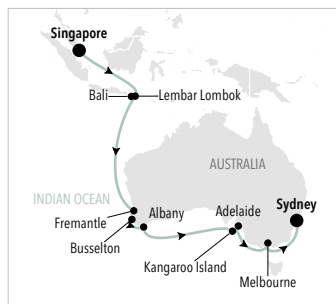 Singapore
Bali
Lembar Lombok
AUSTRALIA
INDIAN OCEAN
Sydney
Fremantle
Albany
Adelaide
Busselton
Kangaroo Island
Melbourne